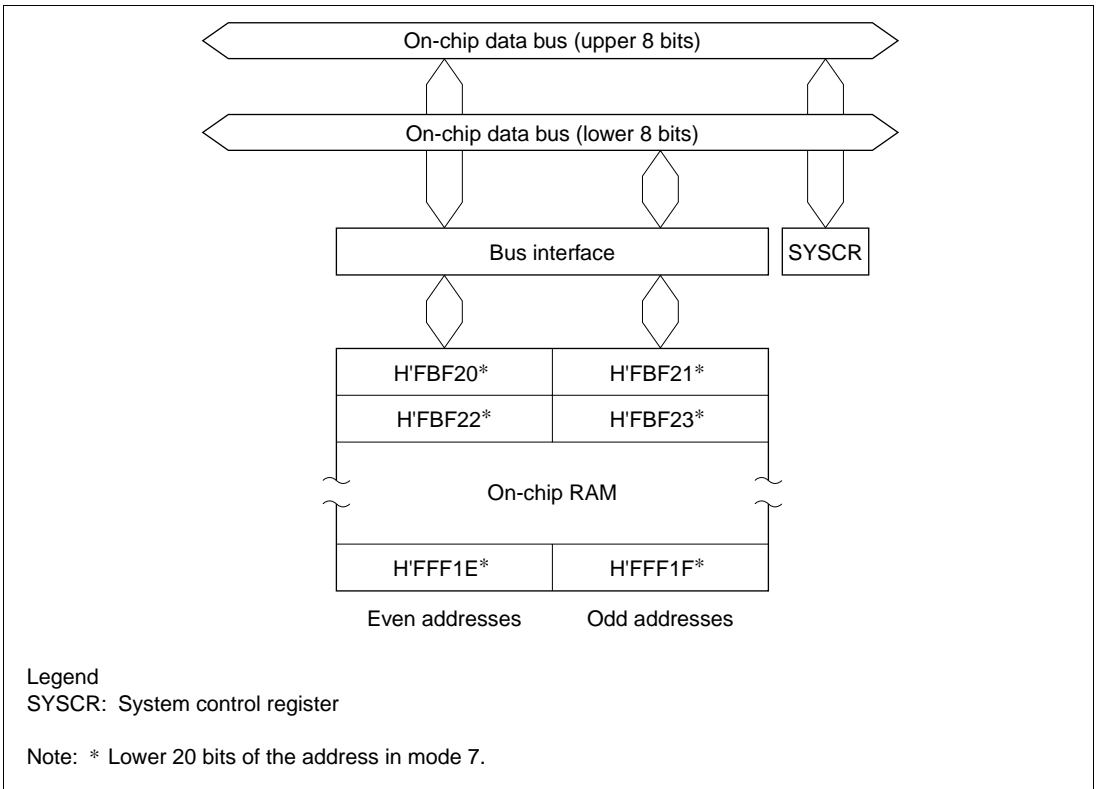 On-chip data bus (upper 8 bits)
On-chip data bus (lower 8 bits)
Bus interface
SYSCR
H'FBF20* H'FBF21*
H'FBF22* H'FBF23*
On-chip RAM
H'FFF1E* H'FFF1F*
Even addresses Odd addresses
Legend
SYSCR: System control register
Note: * Lower 20 bits of the address in mode 7.